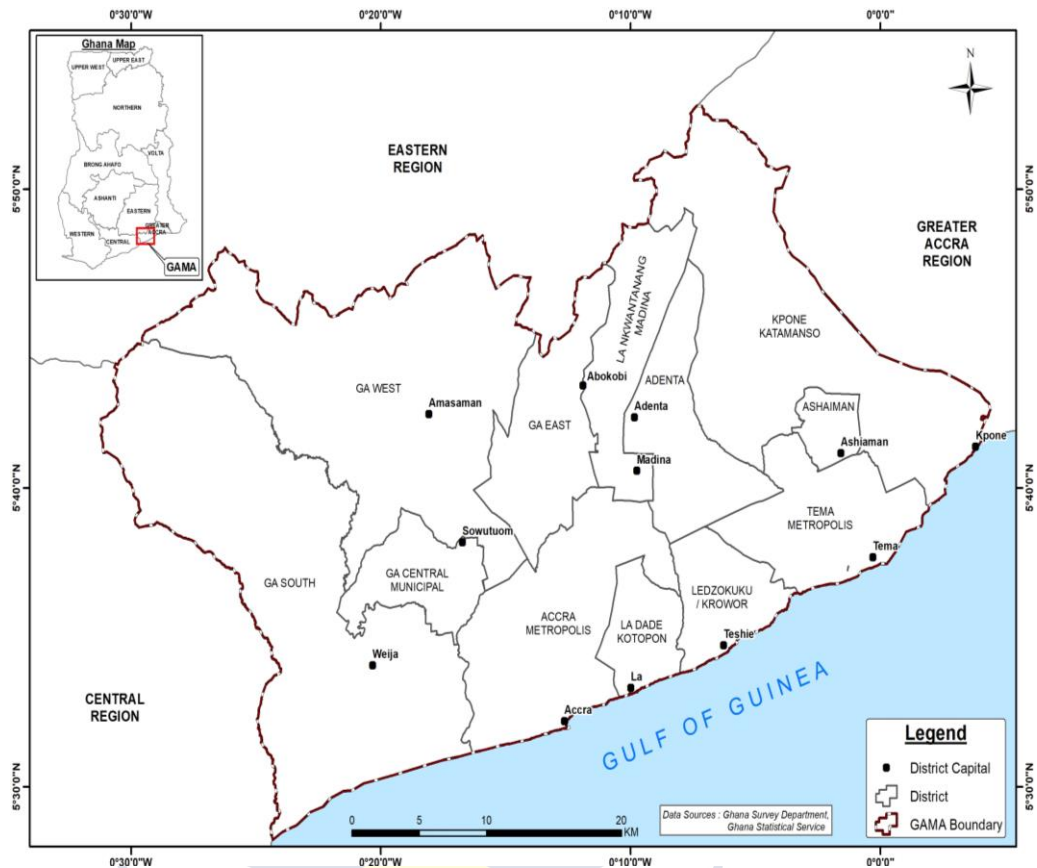 0°30'0"W
0°20'0"W
0°10'0"W
0°0'0"
Ghana Map
UPPER WEST
UPPER EAST
NORTHERN
BRONG AHAFO
VOLTA
ASHANTI
EASTERN
GREATER
ACCRA
WESTERN
CENTRAL
GAMA
N
5°50'0"N
5°50'0"N
EASTERN
REGION
GREATER
ACCRA
REGION
LA NKWANTANANG
MADINA
KPONE
KATAMANSO
GA WEST
Abokobi
ADENTA
Amasaman
Adenta
ASHAIMAN
GA EAST
Ashiaman
Kpone
Madina
5°40'0"N
5°40'0"N
TEMA
METROPOLIS
Sowutuom
Tema
GA SOUTH
GA CENTRAL
MUNICIPAL
LEDZOKUKU
/ KROWOR
ACCRA
METROPOLIS
LA DADE
KOTOPON
Teshie
Weija
La
CENTRAL
REGION
Accra
GULF OF GUINEA
Legend
District Capital
District
GAMA Boundary
5°30'0"N
5°30'0"N
0
5
10
20
KM
Data Sources : Ghana Survey Department,
Ghana Statistical Service
0°30'0"W
0°20'0"W
0°10'0"W
0°0'0"